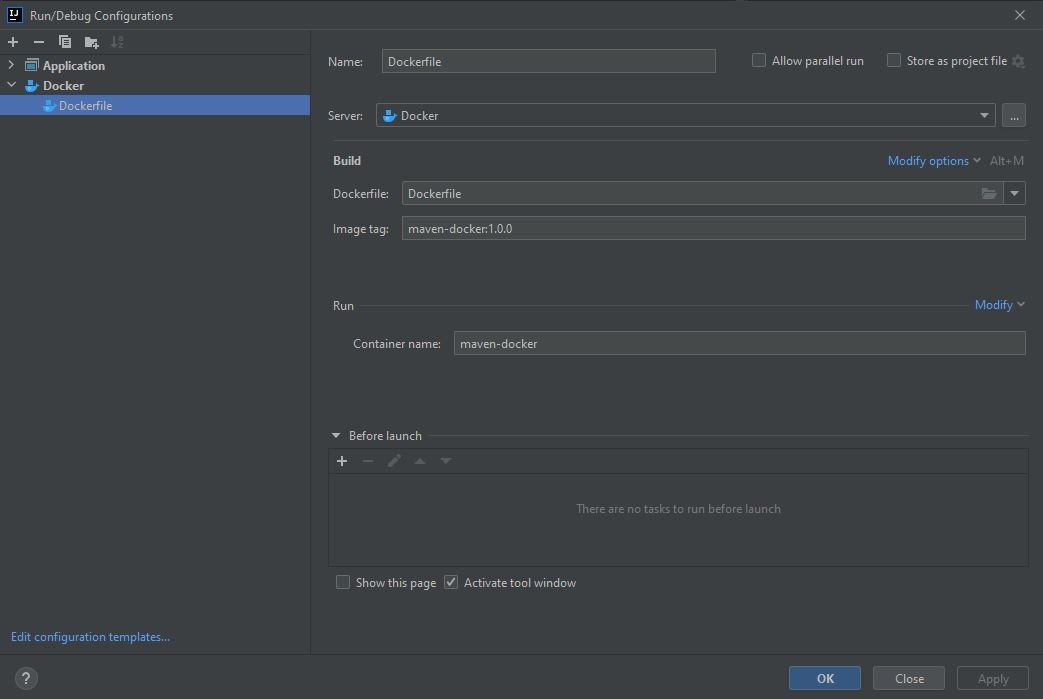 IJ Run/Debug Configurations
Application
Docker
Dockerfile
Name: Dockerfile Allow parallel run Store as project file
Server: Docker ...
Build Modify options Alt+M
Dockerfile: Dockerfile
Image tag: maven-docker:1.0.0
Run Modify
Container name: maven-docker
Before launch
There are no tasks to run before launch
Show this page Activate tool window
Edit configuration templates...
? OK Close Apply